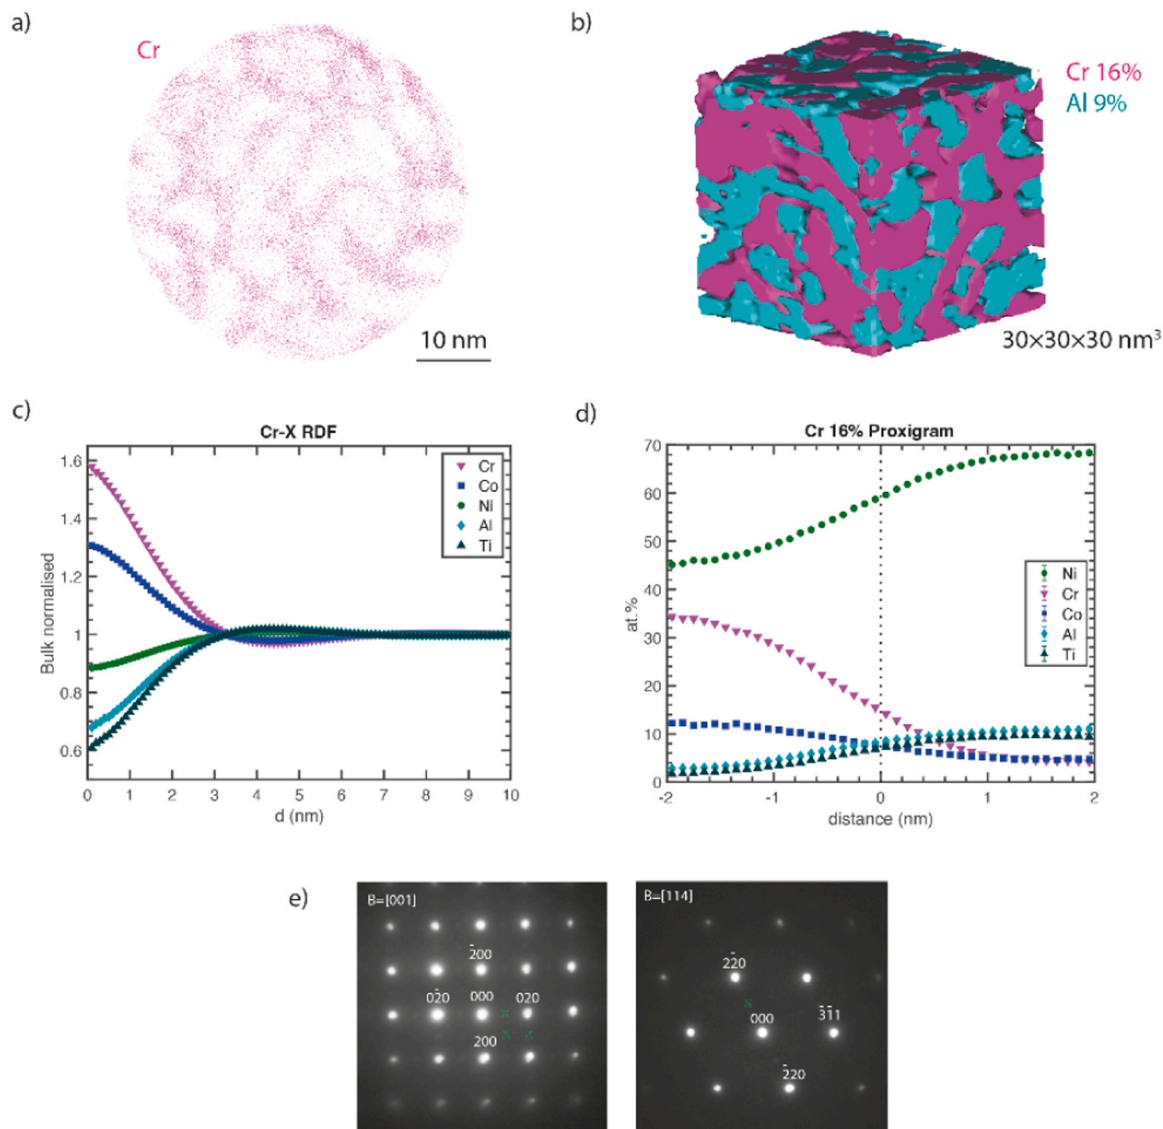 a)
Cr
10 nm
b)
Cr 16%
Al 9%
30×30×30 nm³
c)
Cr-X RDF
Bulk normalised
1.6
1.4
1.2
1
0.8
0.6
0 1 2 3 4 5 6 7 8 9 10
d (nm)
Cr
Co
Ni
Al
Ti
d)
Cr 16% Proxigram
at.%
70
60
50
40
30
20
10
0
-2 -1 0 1 2
distance (nm)
Ni
Cr
Co
Al
Ti
e)
B=[001]
2̄00
02̄0 000 020
200
B=[114]
22̄0
000 3̄1̄1
2̄20